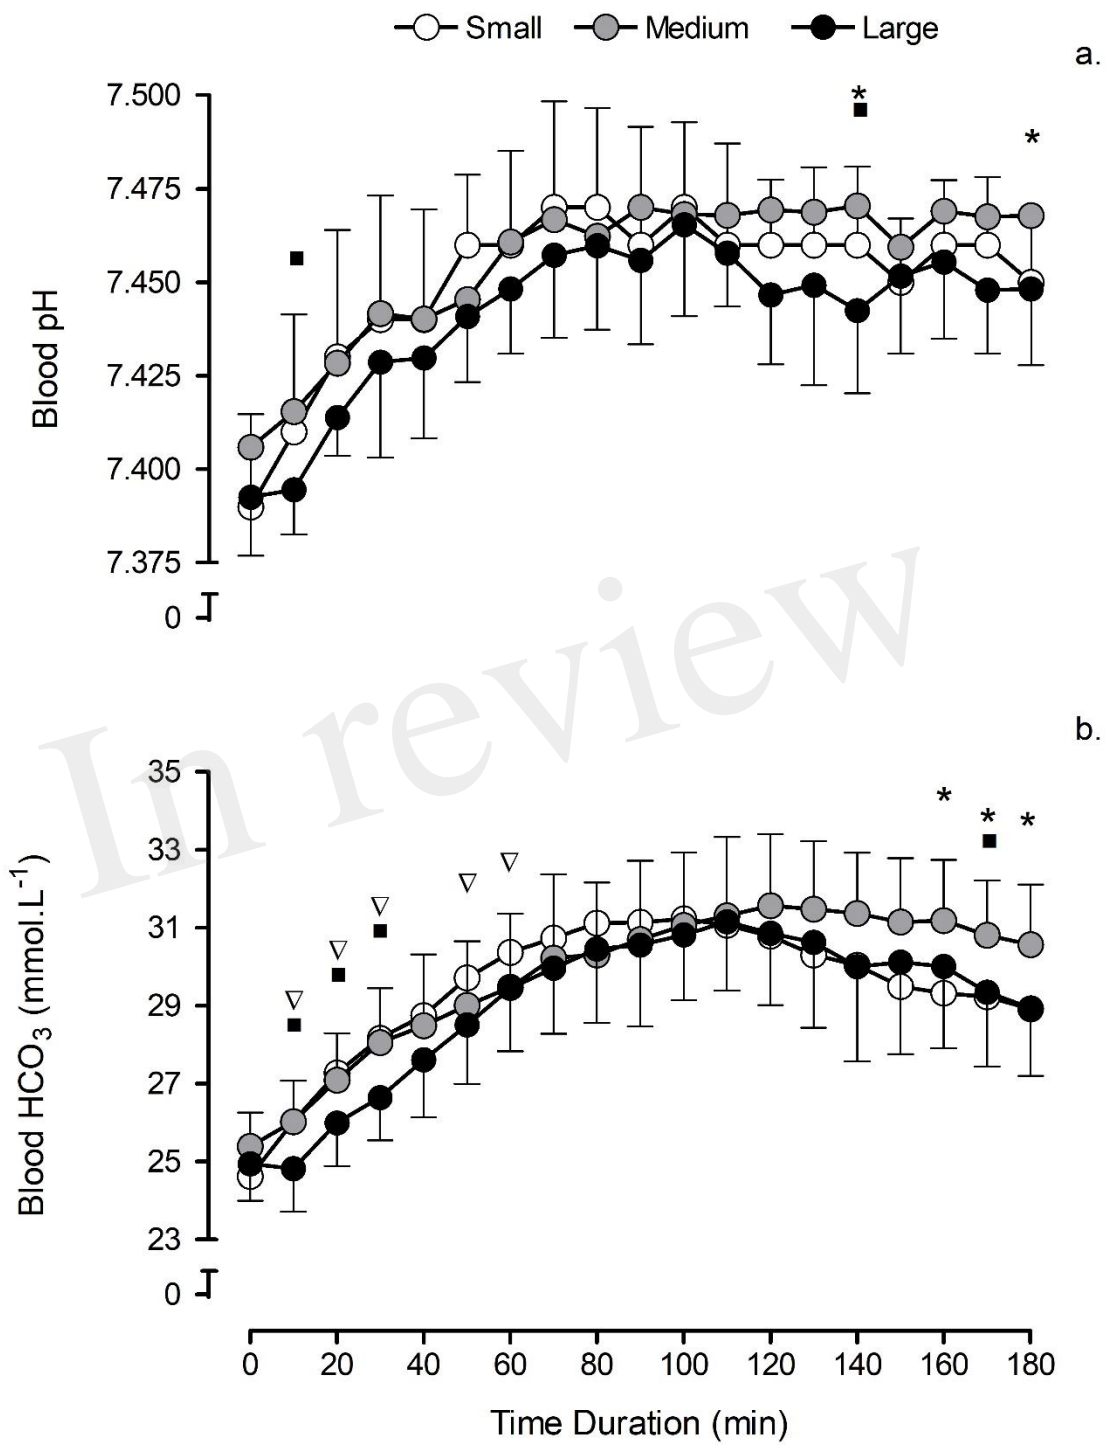 Small Medium Large
a.
7.500
7.475
7.450
7.425
7.400
7.375
0
Blood pH
* 
*
In review
b.
35
33
31
29
27
25
23
0
Blood HCO3 (mmol.L-1)
* * *
0 20 40 60 80 100 120 140 160 180
Time Duration (min)